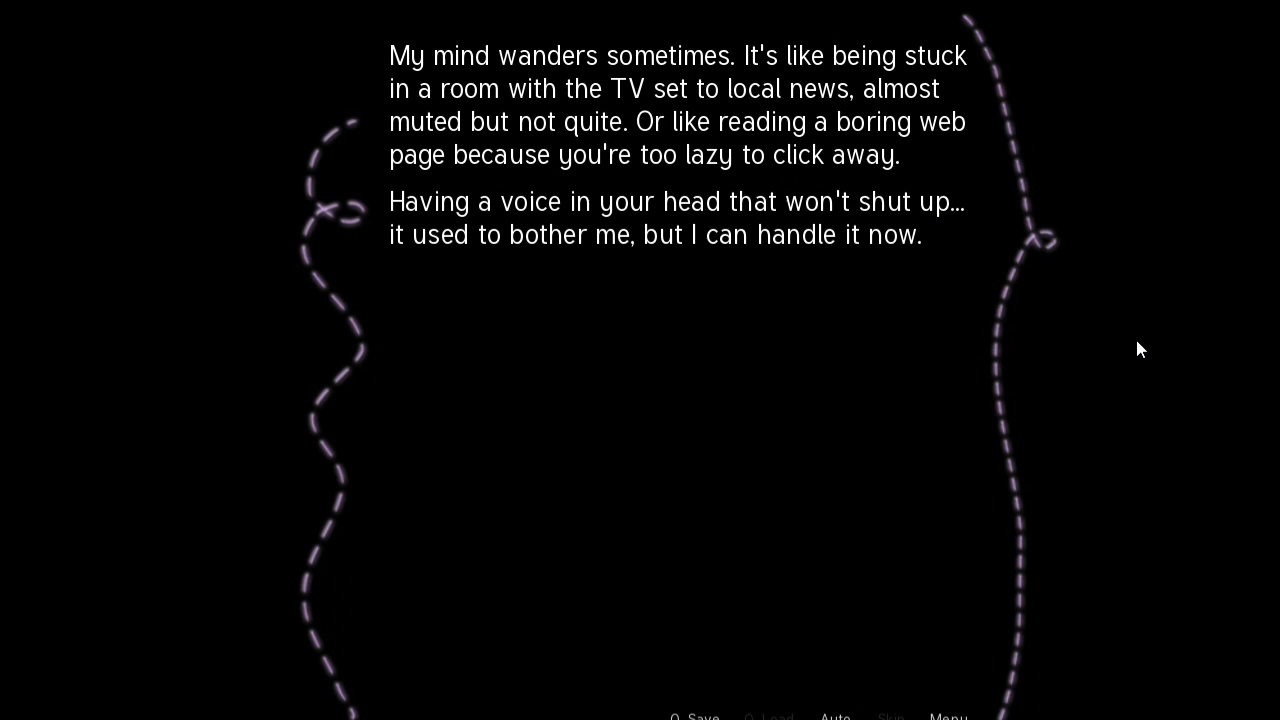 My mind wanders sometimes. It's like being stuck
in a room with the TV set to local news, almost
muted but not quite. Or like reading a boring web
page because you're too lazy to click away.
Having a voice in your head that won't shut up...
it used to bother me, but I can handle it now.
Q. Save Q. Load Auto Skip Menu